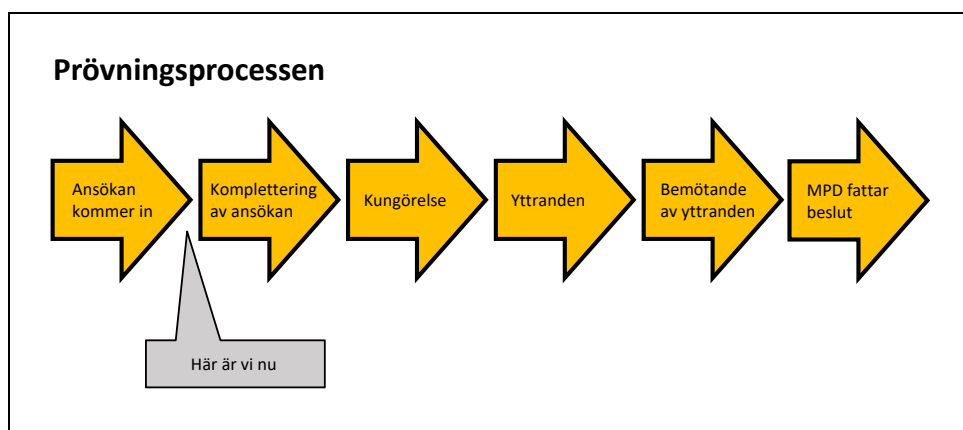 Prövningsprocessen
Ansökan
kommer in
Komplettering
av ansökan
Kungörelse
Yttranden
Bemötande
av yttranden
MPD fattar
beslut
Här är vi nu